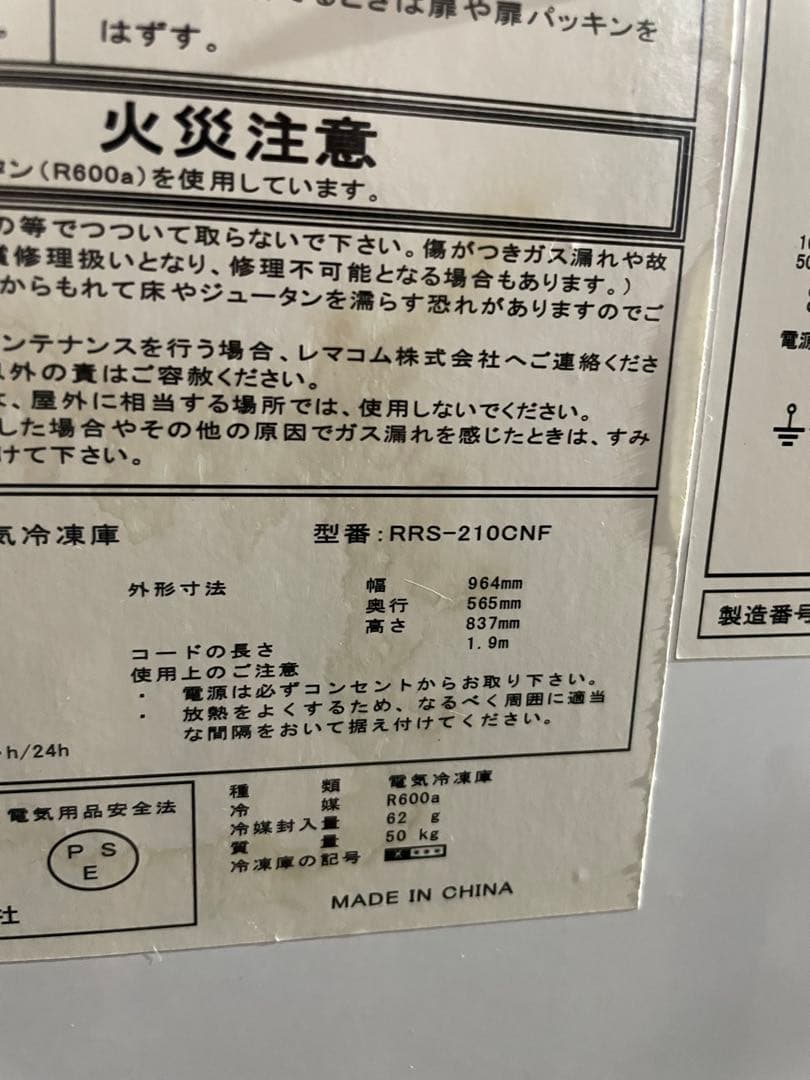 ときは扉や扉パッキンを
はずす。
火災注意
タン(R600a)を使用しています。
の等でつついて取らないで下さい。傷がつきガス漏れや故
修理扱いとなり、修理不可能となる場合もあります。)
からもれて床やジュータンを濡らす恐れがありますのでご
ンテナンスを行う場合、レマコム株式会社へご連絡くださ
以外の責はご容赦ください。
は、屋外に相当する場所では、使用しないでください。
した場合やその他の原因でガス漏れを感じたときは、すみ
けて下さい。
気冷凍庫 型番:RRS-210CNF
外形寸法 幅 964mm
奥行 565mm
高さ 837mm
コードの長さ 1.9m
使用上のご注意
・ 電源は必ずコンセントからお取り下さい。
・ 放熱をよくするため、なるべく周囲に適当
な間隔をおいて据え付けてください。
h/24h
電気用品安全法
P S
E
社
種 類 電気冷凍庫
冷 媒 R600a
冷媒封入量 62 g
質 量 50 kg
冷凍庫の記号
MADE IN CHINA
電源
製造番号